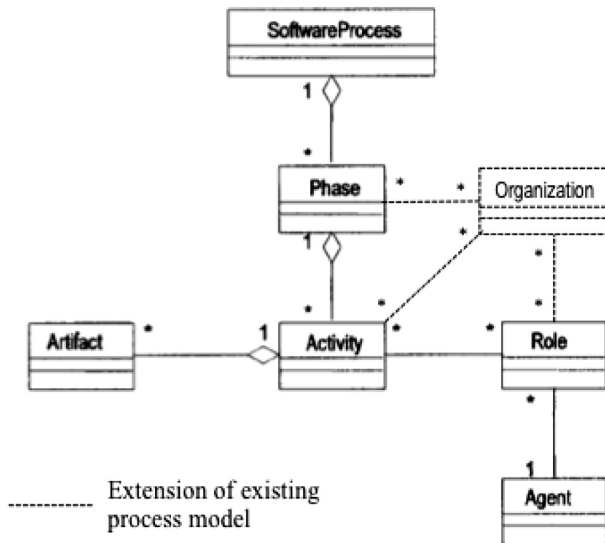 SoftwareProcess
1
*
Phase
*
*
Organization
1
*
*
*
*
*
Artifact
*
1
Activity
*
*
Role
*
1
Agent
Extension of existing
process model